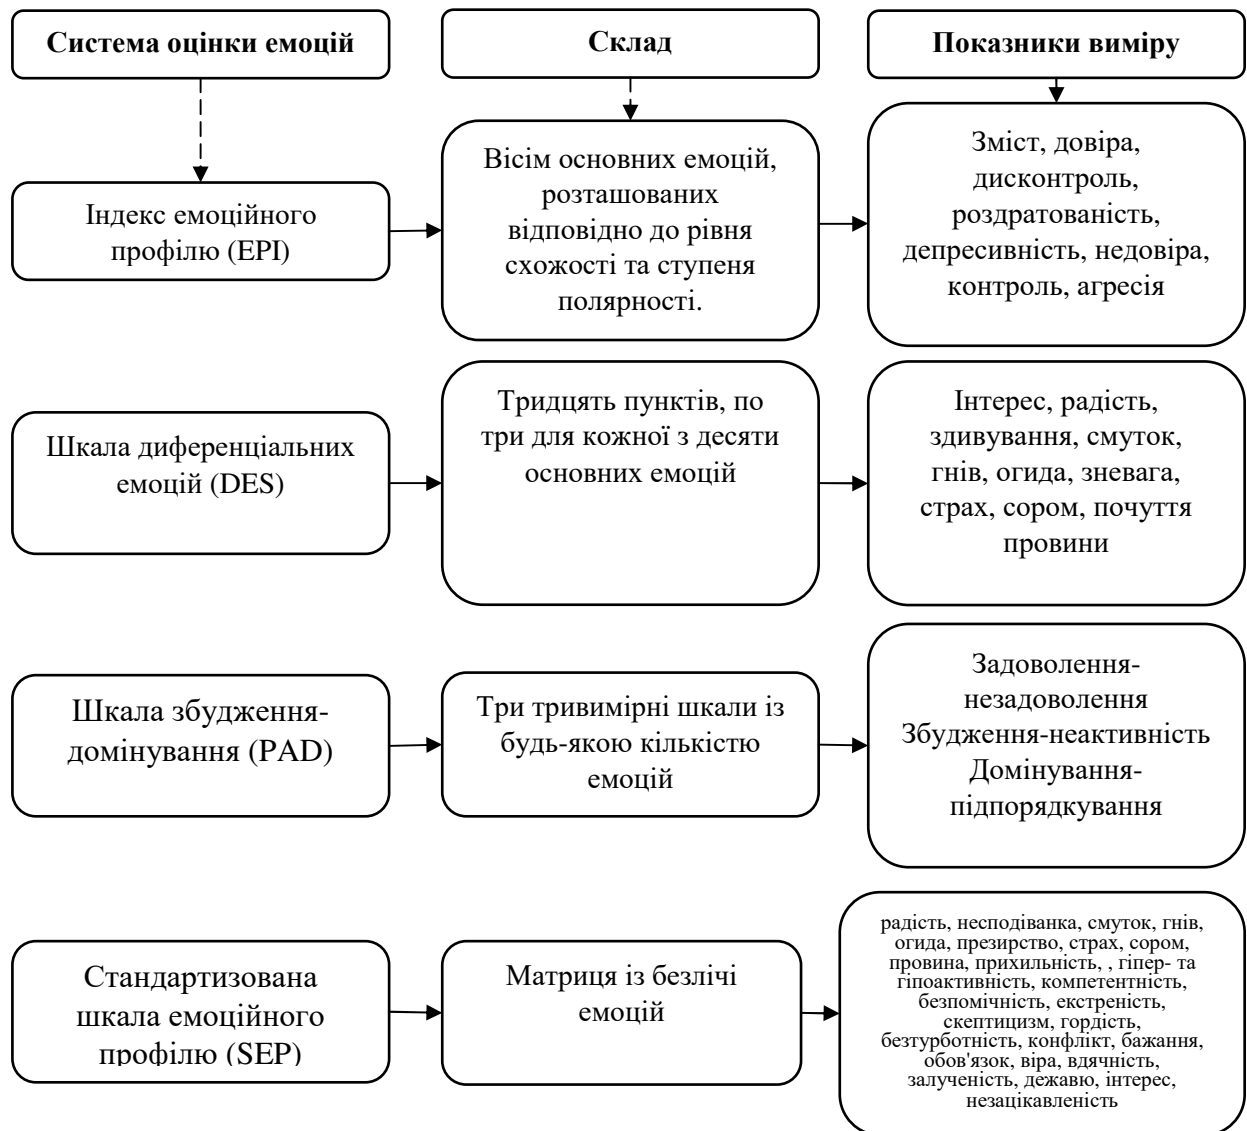 Система оцінки емоцій
Склад
Показники виміру
Індекс емоційного
профілю (EPI)
Вісім основних емоцій,
розташованих
відповідно до рівня
схожості та ступеня
полярності.
Зміст, довіра,
дисконтроль,
роздратованість,
депресивність, недовіра,
контроль, агресія
Шкала диференціальних
емоцій (DES)
Тридцять пунктів, по
три для кожної з десяти
основних емоцій
Інтерес, радість,
здивування, смуток,
гнів, огида, зневага,
страх, сором, почуття
провини
Шкала збудження-
домінування (PAD)
Три тривимірні шкали із
будь-якою кількістю
емоцій
Задоволення-
незадоволення
Збудження-неактивність
Домінування-
підпорядкування
Стандартизована
шкала емоційного
профілю (SEP)
Матриця із безлічі
емоцій
радість, несподіванка, смуток, гнів,
огида, презирство, страх, сором,
провина, прихильність, , гіпер- та
гіпоактивність, компетентність,
безпомічність, екстреність,
скептицизм, гордість,
безтурботність, конфлікт, бажання,
обов'язок, віра, вдячність,
залученість, дежавю, інтерес,
незацікавленість